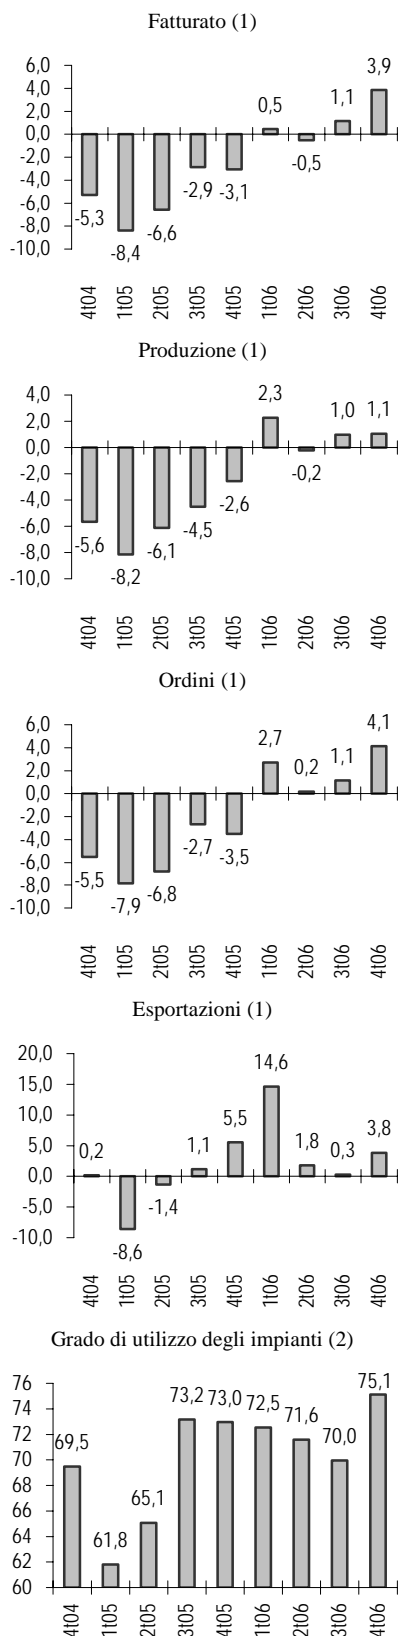 Fatturato (1)
6,0
4,0
2,0
0,0
-2,0
-4,0
-6,0
-8,0
-10,0
-5,3
-8,4
-6,6
-2,9
-3,1
0,5
-0,5
1,1
3,9
4t04
1t05
2t05
3t05
4t05
1t06
2t06
3t06
4t06
Produzione (1)
4,0
2,0
0,0
-2,0
-4,0
-6,0
-8,0
-10,0
-5,6
-8,2
-6,1
-4,5
-2,6
2,3
-0,2
1,0
1,1
4t04
1t05
2t05
3t05
4t05
1t06
2t06
3t06
4t06
Ordini (1)
6,0
4,0
2,0
0,0
-2,0
-4,0
-6,0
-8,0
-10,0
-5,5
-7,9
-6,8
-2,7
-3,5
2,7
0,2
1,1
4,1
4t04
1t05
2t05
3t05
4t05
1t06
2t06
3t06
4t06
Esportazioni (1)
20,0
15,0
10,0
5,0
0,0
-5,0
-10,0
0,2
-8,6
-1,4
1,1
5,5
14,6
1,8
0,3
3,8
4t04
1t05
2t05
3t05
4t05
1t06
2t06
3t06
4t06
Grado di utilizzo degli impianti (2)
76
74
72
70
68
66
64
62
60
69,5
61,8
65,1
73,2
73,0
72,5
71,6
70,0
75,1
4t04
1t05
2t05
3t05
4t05
1t06
2t06
3t06
4t06